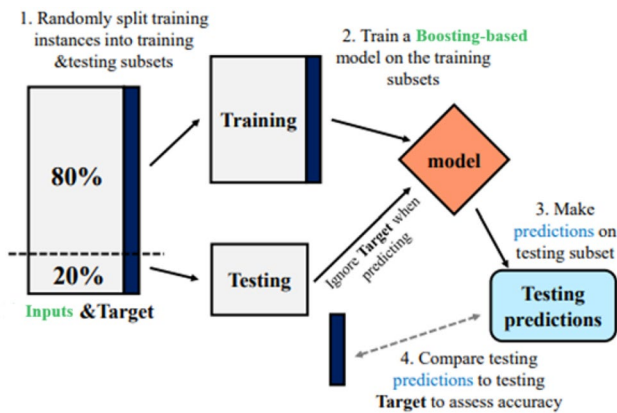 1. Randomly split training
instances into training
&testing subsets
2. Train a Boosting-based
model on the training
subsets
80%
20%
Inputs &Target
Training
Testing
model
Ignore Target when
predicting
3. Make
predictions on
testing subset
Testing
predictions
4. Compare testing
predictions to testing
Target to assess accuracy